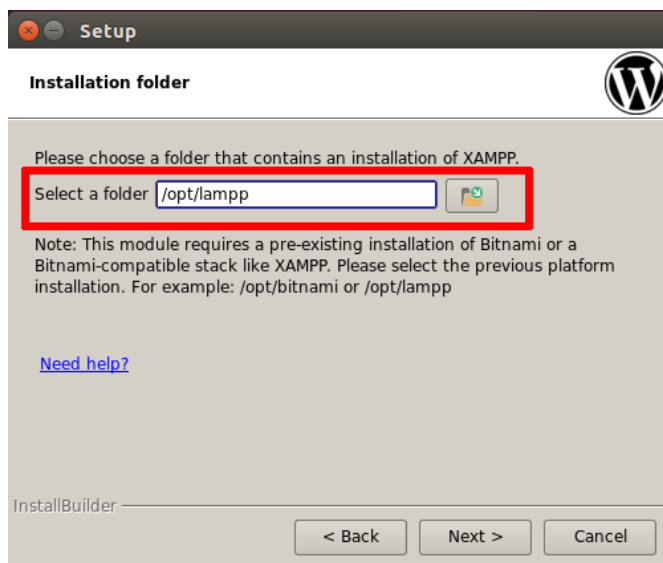 Setup
Installation folder
Please choose a folder that contains an installation of XAMPP.
Select a folder /opt/lampp
Note: This module requires a pre-existing installation of Bitnami or a
Bitnami-compatible stack like XAMPP. Please select the previous platform
installation. For example: /opt/bitnami or /opt/lampp
Need help?
InstallBuilder
< Back Next > Cancel